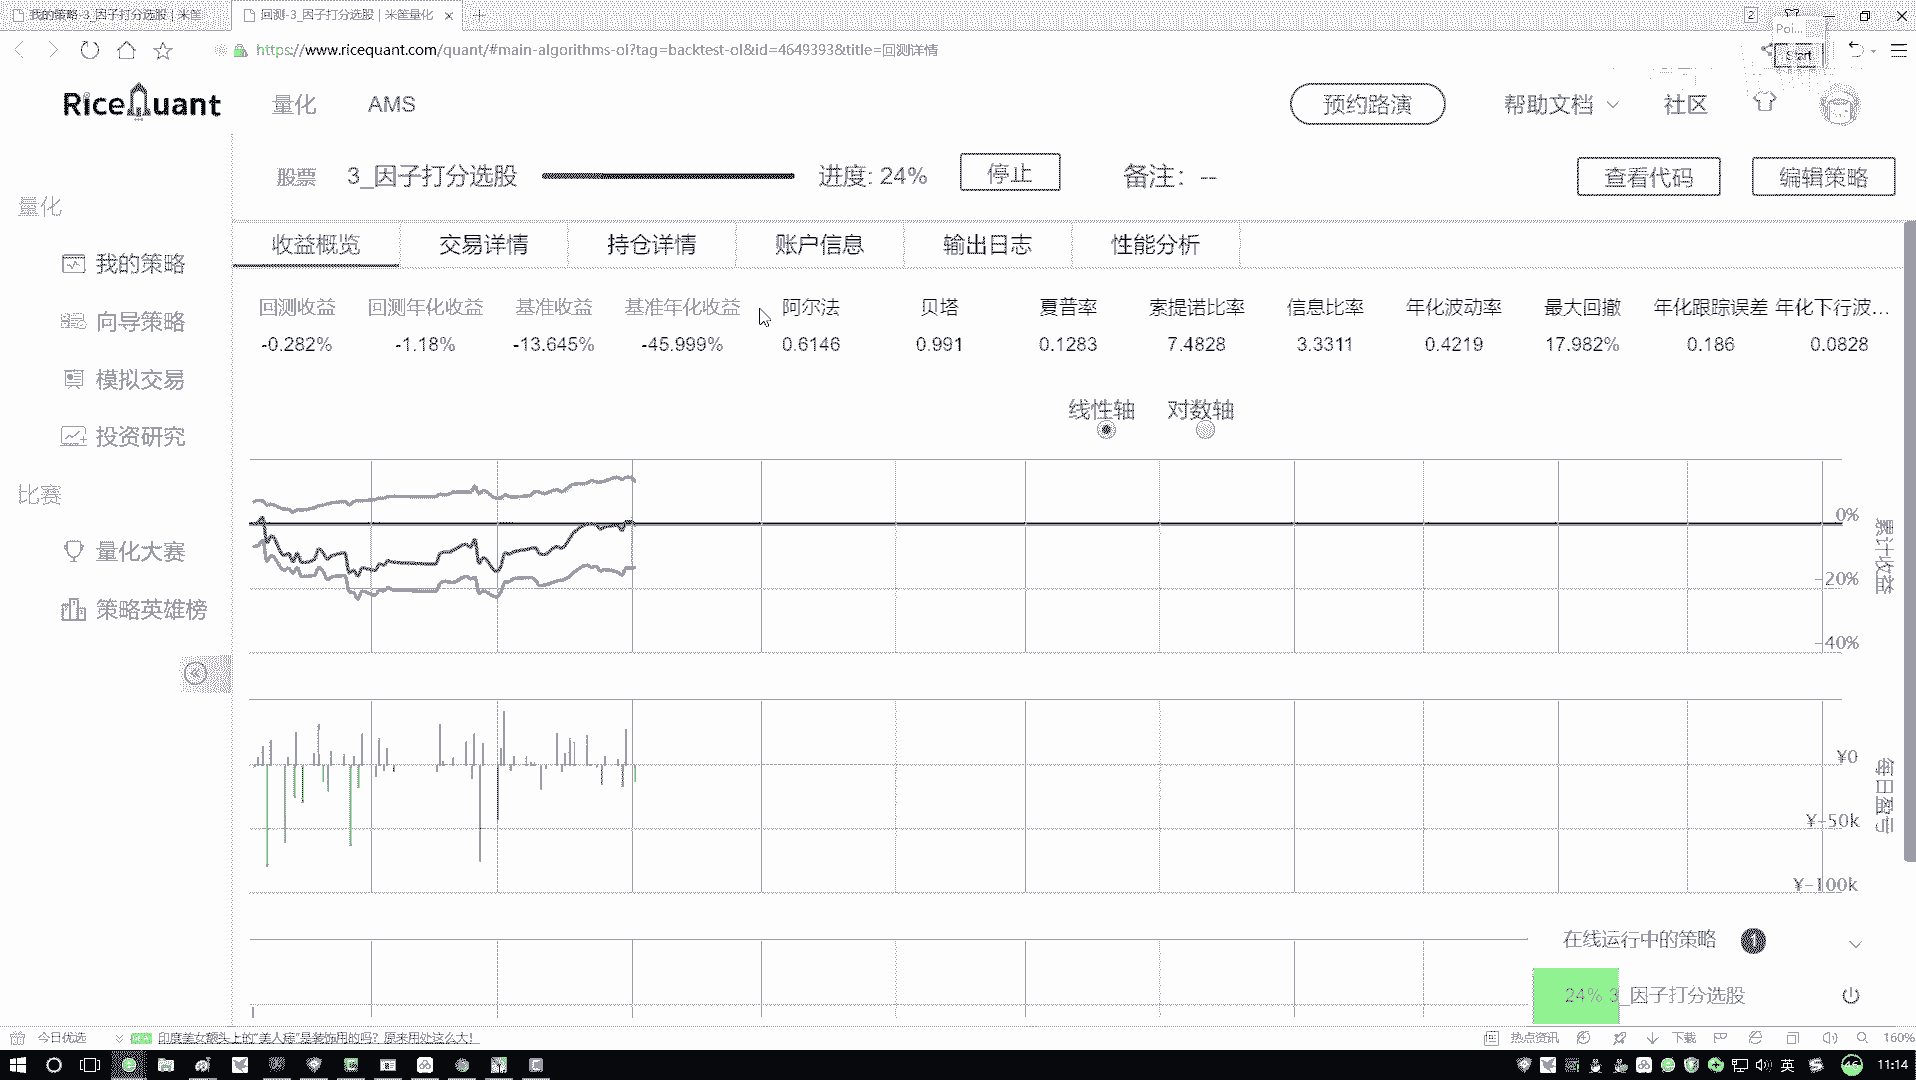 我的策略-3_因子打分选股 | 米筐
回测-3_因子打分选股 | 米筐量化
2
Poi...
Start
https://www.ricequant.com/quant/#main-algorithms-ol?tag=backtest-ol&id=4649393&title=回测详情
RiceQuant
量化
AMS
预约路演
帮助文档
社区
股票
3_因子打分选股
进度: 24%
停止
备注: --
查看代码
编辑策略
量化
我的策略
向导策略
模拟交易
投资研究
比赛
量化大赛
策略英雄榜
收益概览
交易详情
持仓详情
账户信息
输出日志
性能分析
回测收益 回测年化收益 基准收益 基准年化收益 阿尔法 贝塔 夏普率 索提诺比率 信息比率 年化波动率 最大回撤 年化跟踪误差 年化下行波...
-0.282% -1.18% -13.645% -45.999% 0.6146 0.991 0.1283 7.4828 3.3311 0.4219 17.982% 0.186 0.0828
线性轴 对数轴
0%
-20%
-40%
累计收益
¥0
¥-50k
¥-100k
每日盈亏
在线运行中的策略 1
24% 3_因子打分选股
今日优选
印度美女额头上的"美人痣"是装饰用的吗? 原来用处这么大!
热点资讯
下载
160%
英
46
11:14